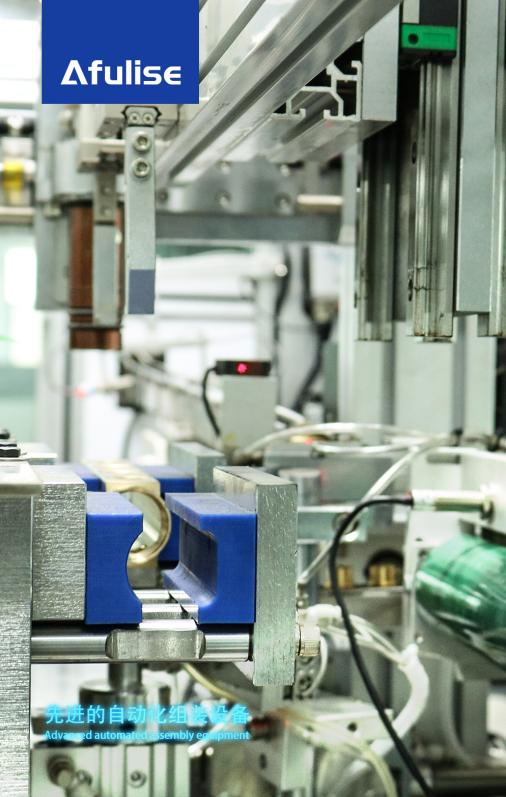 Afulise
先进的自动化组装设备
Advanced automated assembly equipment